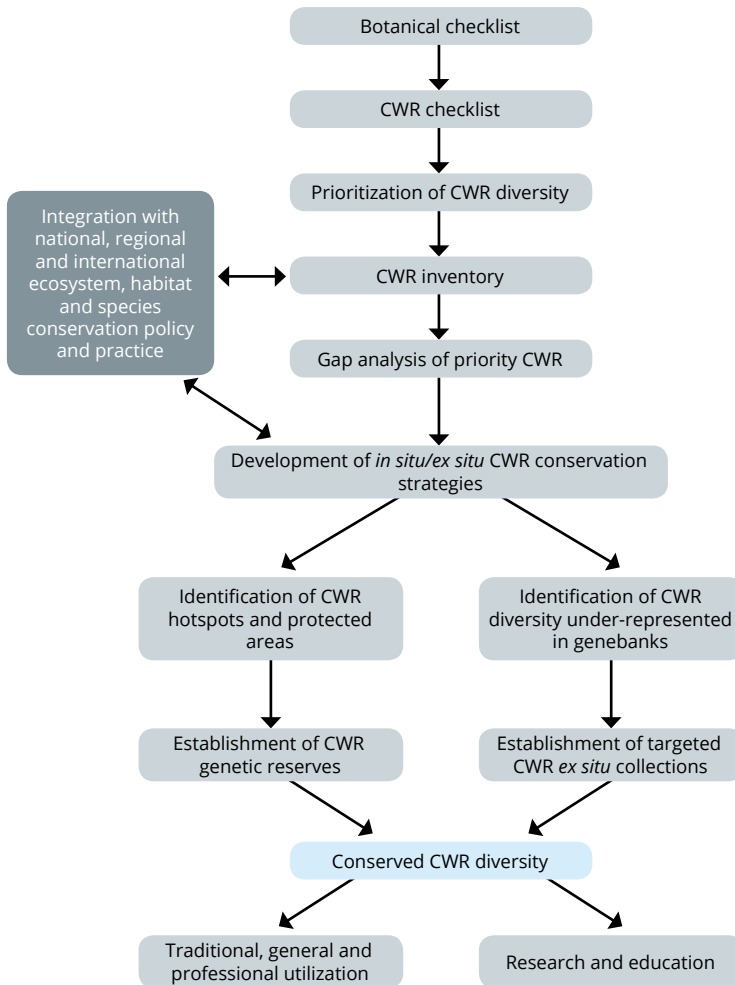 Botanical checklist
CWR checklist
Prioritization of CWR diversity
Integration with
national, regional
and international
ecosystem, habitat
and species
conservation policy
and practice
CWR inventory
Gap analysis of priority CWR
Development of in situ/ex situ CWR conservation
strategies
Identification of CWR
hotspots and protected
areas
Identification of CWR
diversity under-represented
in genebanks
Establishment of CWR
genetic reserves
Establishment of targeted
CWR ex situ collections
Conserved CWR diversity
Traditional, general and
professional utilization
Research and education